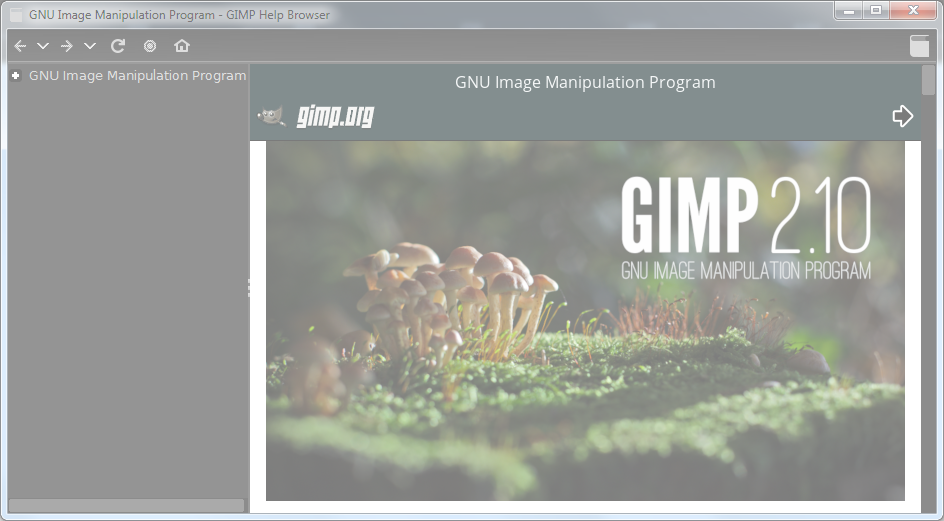 GNU Image Manipulation Program - GIMP Help Browser
GNU Image Manipulation Program
GNU Image Manipulation Program
gimp.org
GIMP 2.10
GNU IMAGE MANIPULATION PROGRAM